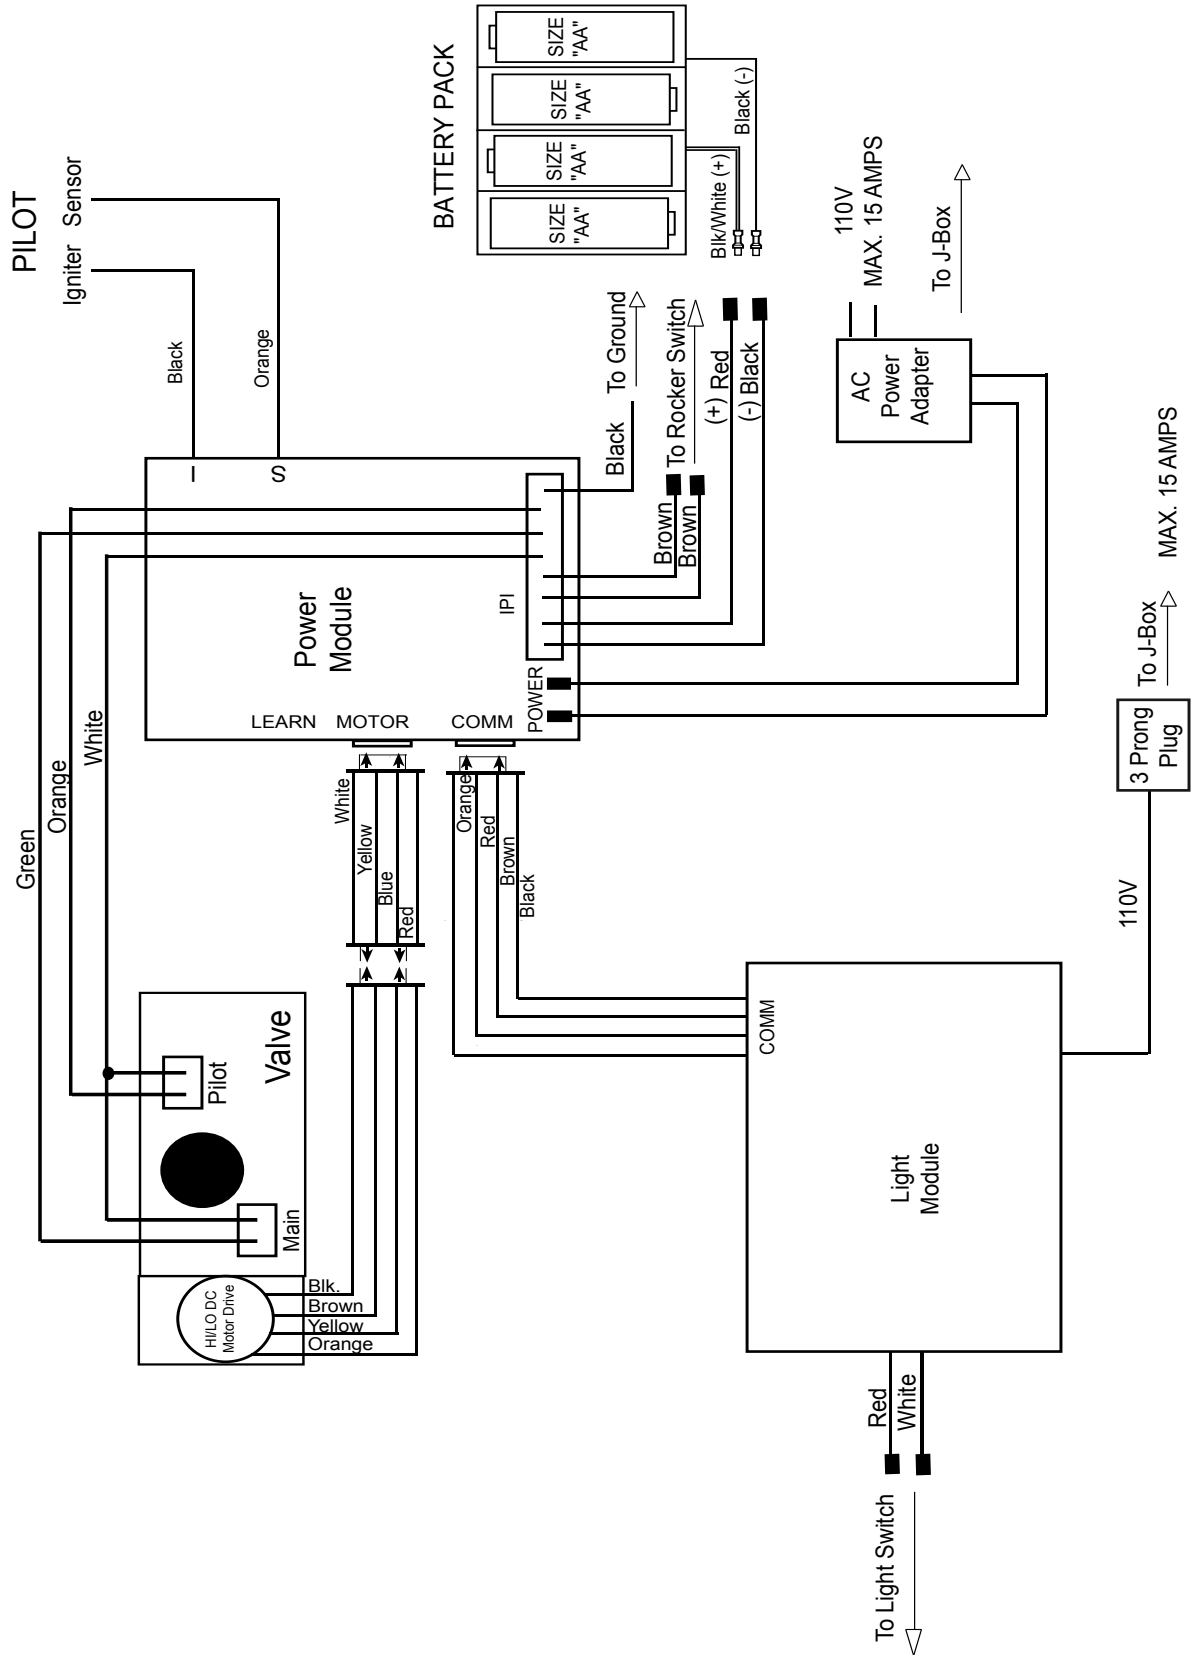 PILOT
Igniter
Sensor
Black
Orange
I
S
BATTERY PACK
SIZE
"AA"
SIZE
"AA"
SIZE
"AA"
SIZE
"AA"
Blk/White (+)
Black (-)
Green
Orange
White
Power
Module
LEARN
MOTOR
COMM
POWER
IPI
Black
To Ground
Brown
Brown
To Rocker Switch
(+) Red
(-) Black
110V
MAX. 15 AMPS
To J-Box
AC
Power
Adapter
White
Yellow
Blue
Red
Orange
Red
Brown
Black
Valve
Pilot
Main
HI/LO DC
Motor Drive
Blk.
Brown
Yellow
Orange
COMM
Light
Module
110V
3 Prong
Plug
To J-Box
MAX. 15 AMPS
Red
White
To Light Switch